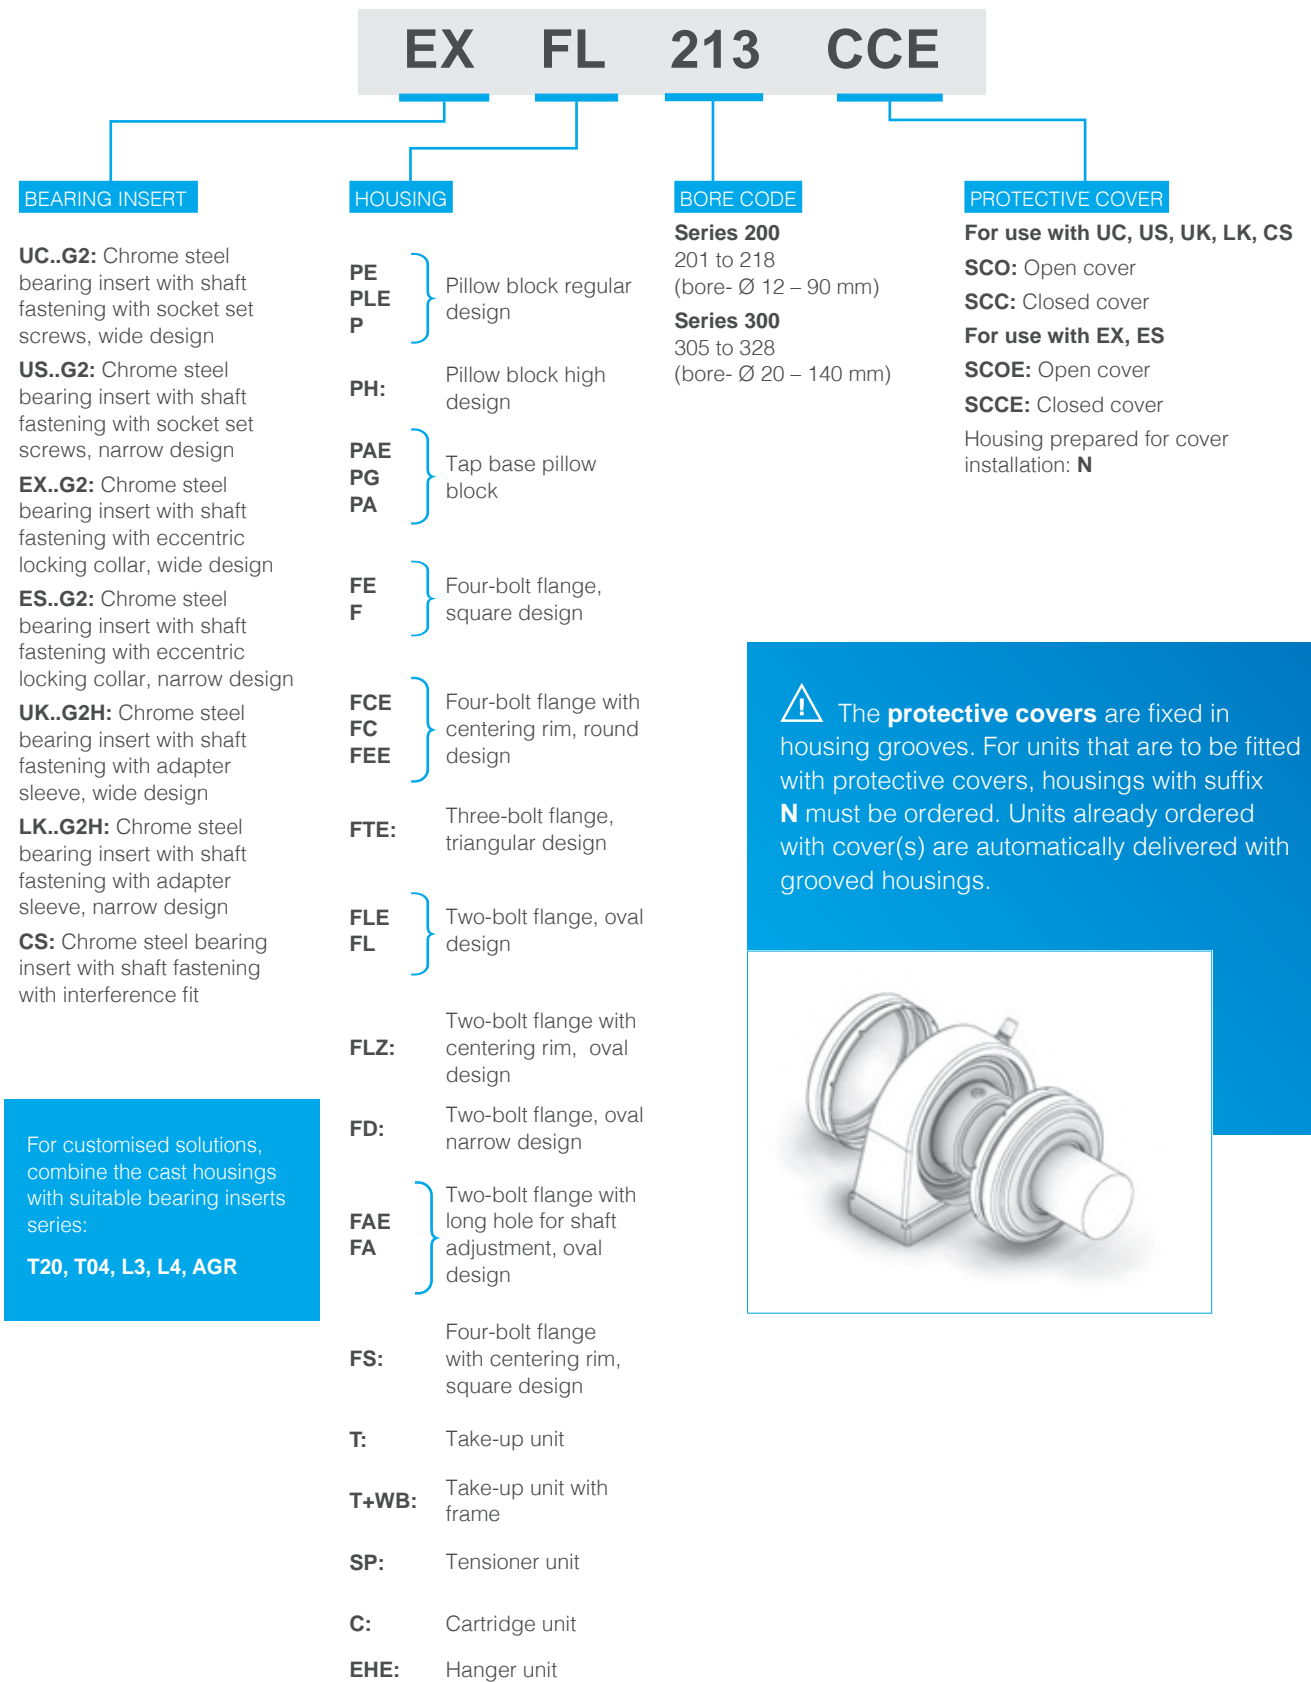 EX FL 213 CCE
BEARING INSERT
UC..G2: Chrome steel
bearing insert with shaft
fastening with socket set
screws, wide design
US..G2: Chrome steel
bearing insert with shaft
fastening with socket set
screws, narrow design
EX..G2: Chrome steel
bearing insert with shaft
fastening with eccentric
locking collar, wide design
ES..G2: Chrome steel
bearing insert with shaft
fastening with eccentric
locking collar, narrow design
UK..G2H: Chrome steel
bearing insert with shaft
fastening with adapter
sleeve, wide design
LK..G2H: Chrome steel
bearing insert with shaft
fastening with adapter
sleeve, narrow design
CS: Chrome steel bearing
insert with shaft fastening
with interference fit
For customised solutions,
combine the cast housings
with suitable bearing inserts
series:
T20, T04, L3, L4, AGR
HOUSING
PE
PLE
P
Pillow block regular
design
PH:
Pillow block high
design
PAE
PG
PA
Tap base pillow
block
FE
F
Four-bolt flange,
square design
FCE
FC
FEE
Four-bolt flange with
centering rim, round
design
FTE:
Three-bolt flange,
triangular design
FLE
FL
Two-bolt flange, oval
design
FLZ:
Two-bolt flange with
centering rim, oval
design
FD:
Two-bolt flange, oval
narrow design
FAE
FA
Two-bolt flange with
long hole for shaft
adjustment, oval
design
FS:
Four-bolt flange
with centering rim,
square design
T: Take-up unit
T+WB:
Take-up unit with
frame
SP: Tensioner unit
C: Cartridge unit
EHE: Hanger unit
BORE CODE
Series 200
201 to 218
(bore- Ø 12 – 90 mm)
Series 300
305 to 328
(bore- Ø 20 – 140 mm)
PROTECTIVE COVER
For use with UC, US, UK, LK, CS
SCO: Open cover
SCC: Closed cover
For use with EX, ES
SCOE: Open cover
SCCE: Closed cover
Housing prepared for cover
installation: N
The protective covers are fixed in
housing grooves. For units that are to be fitted
with protective covers, housings with suffix
N must be ordered. Units already ordered
with cover(s) are automatically delivered with
grooved housings.